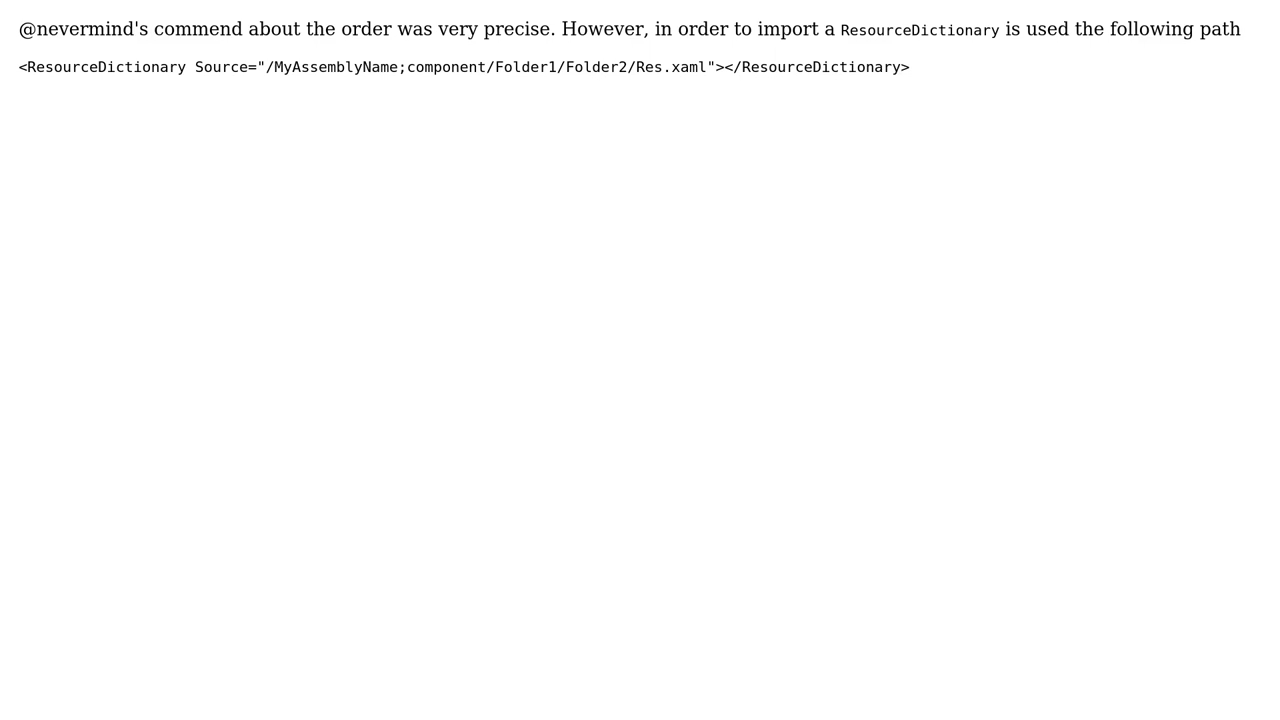 @nevermind's commend about the order was very precise. However, in order to import a ResourceDictionary is used the following path
<ResourceDictionary Source="/MyAssemblyName;component/Folder1/Folder2/Res.xaml"></ResourceDictionary>